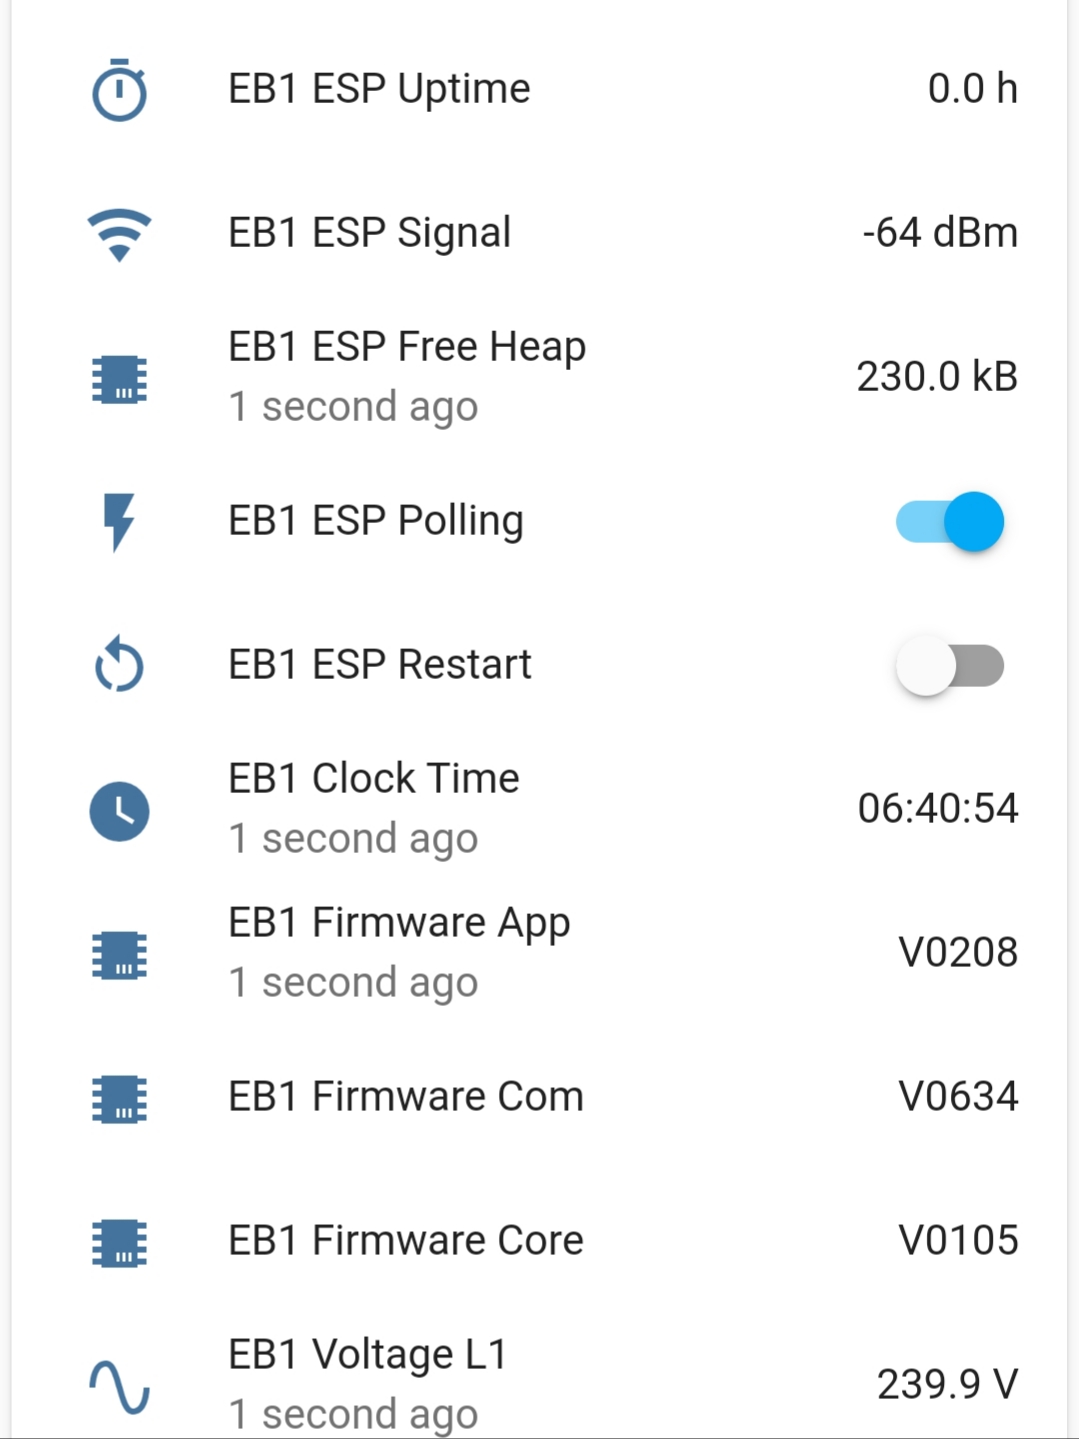 EB1 ESP Uptime 0.0 h
EB1 ESP Signal -64 dBm
EB1 ESP Free Heap
1 second ago
230.0 kB
EB1 ESP Polling
EB1 ESP Restart
EB1 Clock Time
1 second ago
06:40:54
EB1 Firmware App
1 second ago
V0208
EB1 Firmware Com V0634
EB1 Firmware Core V0105
EB1 Voltage L1
1 second ago
239.9 V